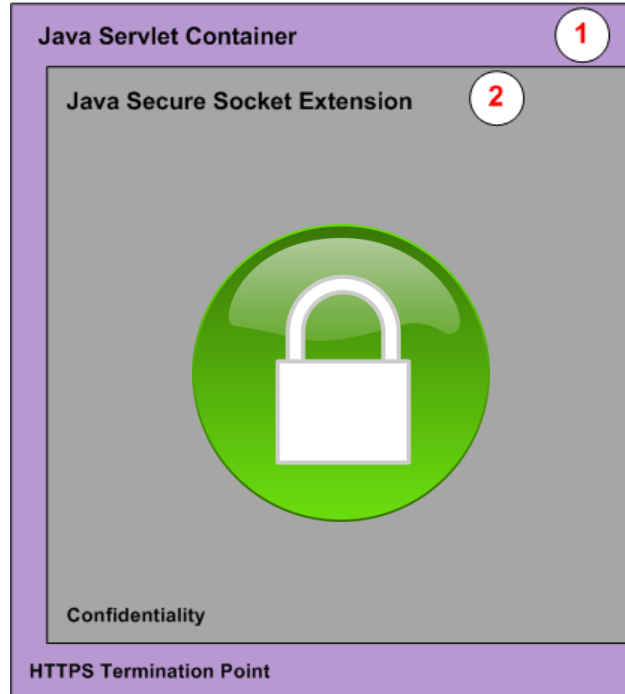 Java Servlet Container
1
Java Secure Socket Extension
2
Confidentiality
HTTPS Termination Point